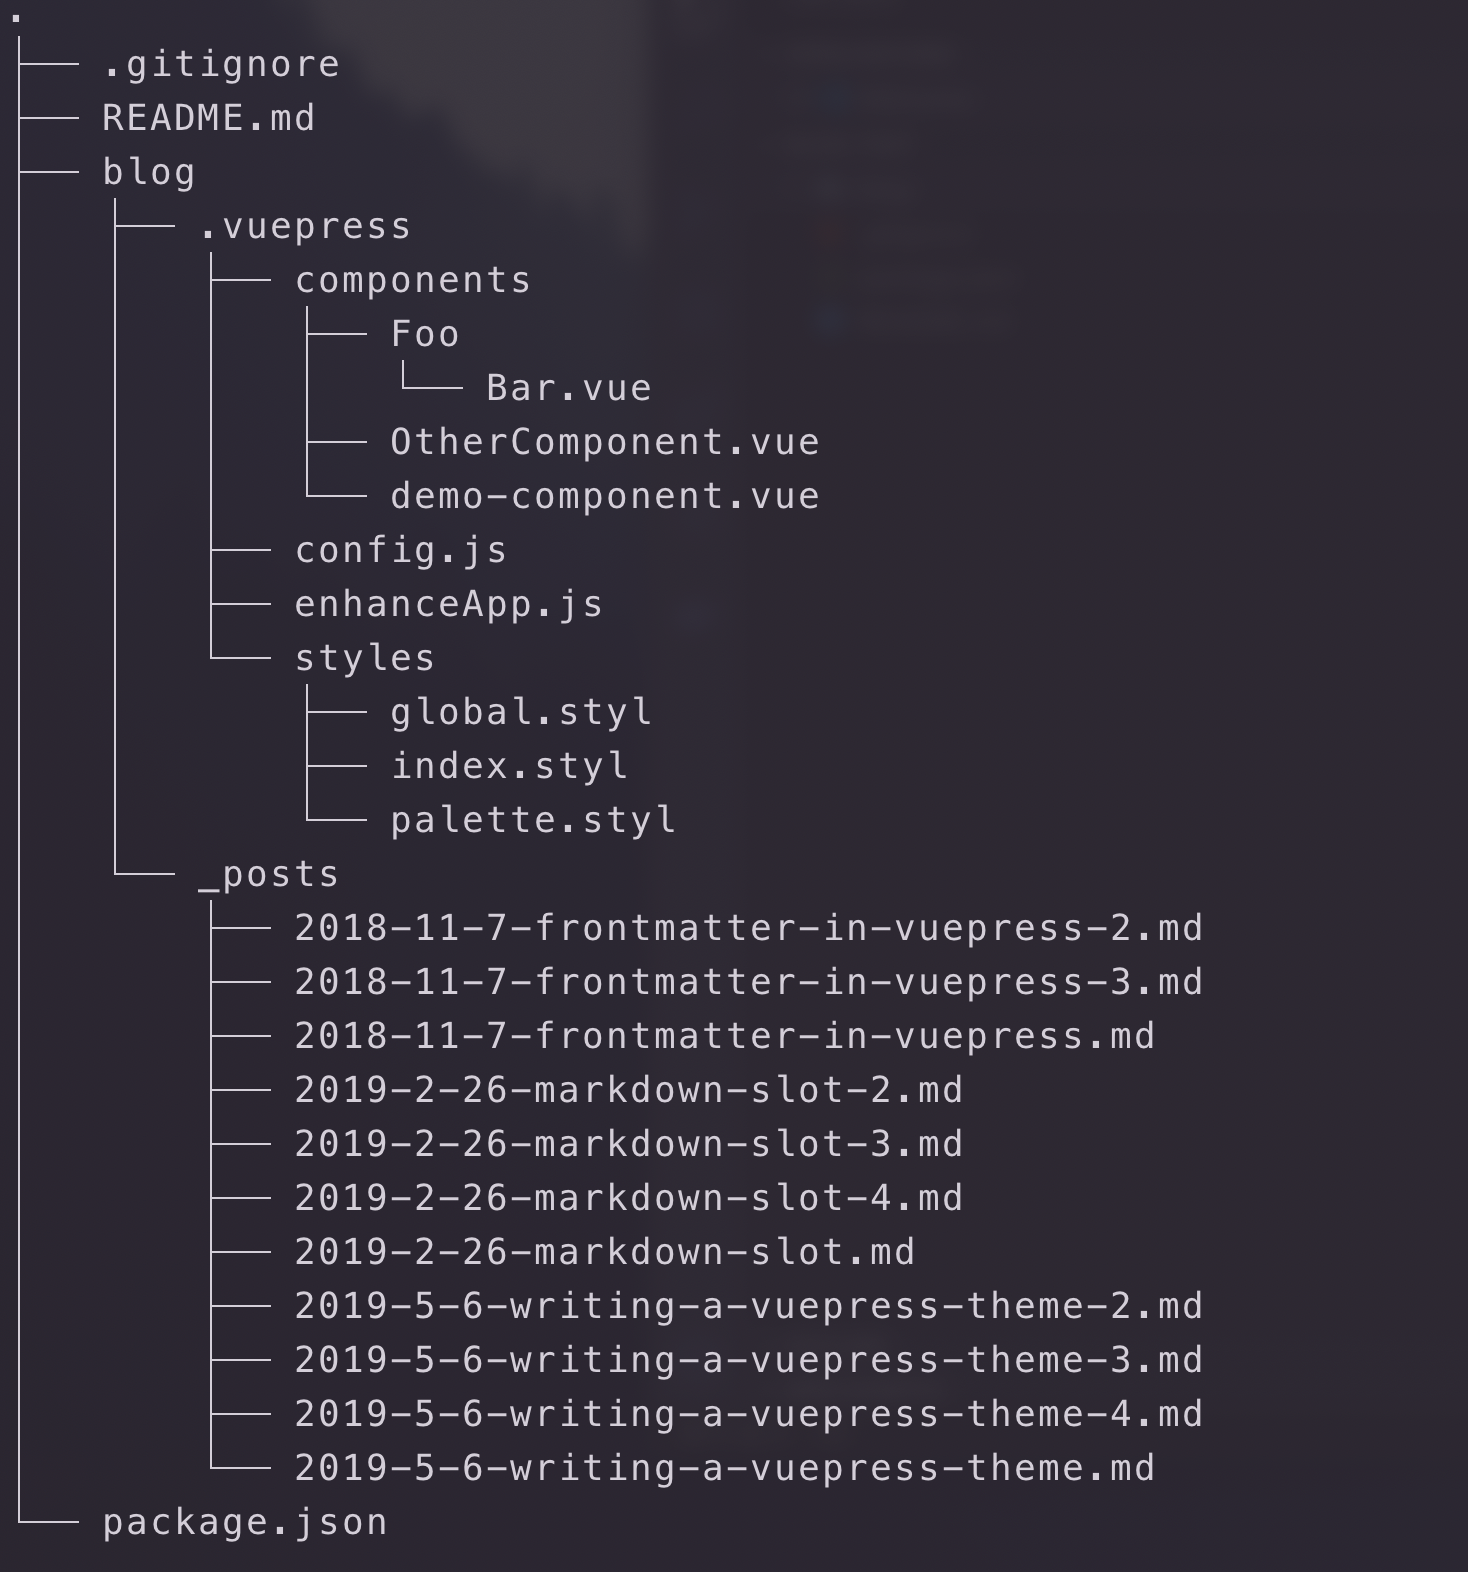 .
├── .gitignore
├── README.md
├── blog
│   ├── .vuepress
│   │   ├── components
│   │   │   ├── Foo
│   │   │   │   └── Bar.vue
│   │   │   ├── OtherComponent.vue
│   │   │   └── demo-component.vue
│   │   ├── config.js
│   │   ├── enhanceApp.js
│   │   └── styles
│   │       ├── global.styl
│   │       ├── index.styl
│   │       └── palette.styl
│   └── _posts
│       ├── 2018-11-7-frontmatter-in-vuepress-2.md
│       ├── 2018-11-7-frontmatter-in-vuepress-3.md
│       ├── 2018-11-7-frontmatter-in-vuepress.md
│       ├── 2019-2-26-markdown-slot-2.md
│       ├── 2019-2-26-markdown-slot-3.md
│       ├── 2019-2-26-markdown-slot-4.md
│       ├── 2019-2-26-markdown-slot.md
│       ├── 2019-5-6-writing-a-vuepress-theme-2.md
│       ├── 2019-5-6-writing-a-vuepress-theme-3.md
│       ├── 2019-5-6-writing-a-vuepress-theme-4.md
│       └── 2019-5-6-writing-a-vuepress-theme.md
└── package.json